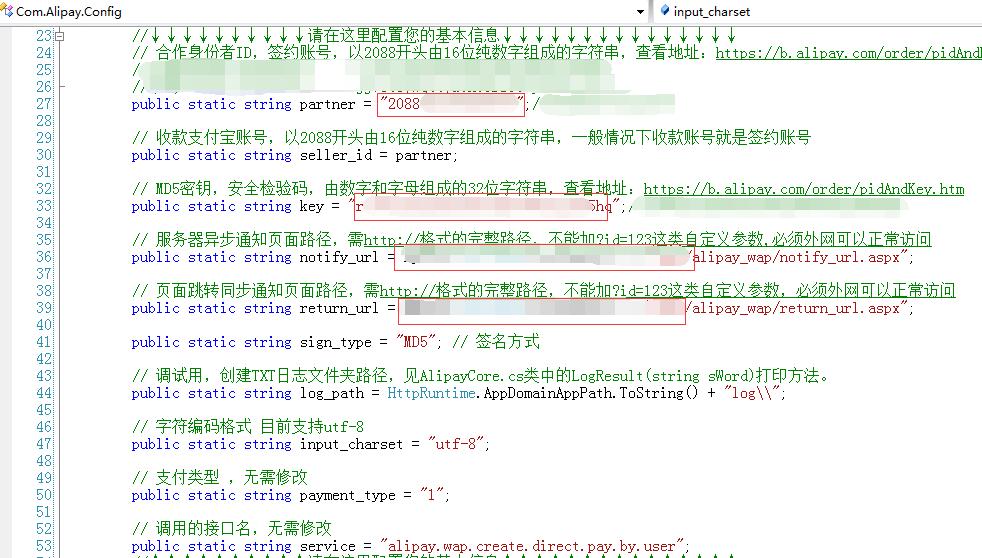 Com.Alipay.Config
input_charset
23 //↓↓↓↓↓↓↓↓↓↓请在这里配置您的基本信息↓↓↓↓↓↓↓↓↓↓↓↓↓↓↓
24 // 合作身份者ID，签约账号，以2088开头由16位纯数字组成的字符串，查看地址：https://b.alipay.com/order/pidAndK
25 /
26 //
27 public static string partner = "2088";/
28
29 // 收款支付宝账号，以2088开头由16位纯数字组成的字符串，一般情况下收款账号就是签约账号
30 public static string seller_id = partner;
31
32 // MD5密钥，安全检验码，由数字和字母组成的32位字符串，查看地址：https://b.alipay.com/order/pidAndKey.htm
33 public static string key = "r5hq";/
34
35 // 服务器异步通知页面路径，需http://格式的完整路径，不能加?id=123这类自定义参数,必须外网可以正常访问
36 public static string notify_url = /alipay_wap/notify_url.aspx";
37
38 // 页面跳转同步通知页面路径，需http://格式的完整路径，不能加?id=123这类自定义参数，必须外网可以正常访问
39 public static string return_url = /alipay_wap/return_url.aspx";
40
41 public static string sign_type = "MD5"; // 签名方式
42
43 // 调试用，创建TXT日志文件夹路径，见AlipayCore.cs类中的LogResult(string sWord)打印方法。
44 public static string log_path = HttpRuntime.AppDomainAppPath.ToString() + "log\\";
45
46 // 字符编码格式 目前支持utf-8
47 public static string input_charset = "utf-8";
48
49 // 支付类型 ，无需修改
50 public static string payment_type = "1";
51
52 // 调用的接口名，无需修改
53 public static string service = "alipay.wap.create.direct.pay.by.user";